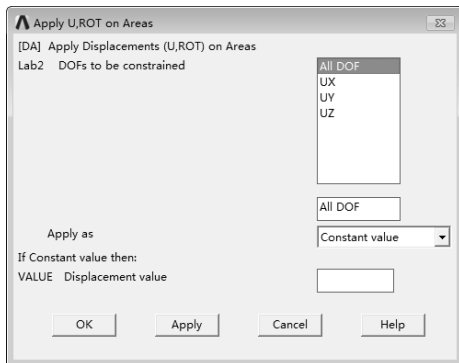 Apply U,ROT on Areas
[DA] Apply Displacements (U,ROT) on Areas
Lab2 DOFs to be constrained
All DOF
UX
UY
UZ
All DOF
Apply as
Constant value
If Constant value then:
VALUE Displacement value
OK Apply Cancel Help